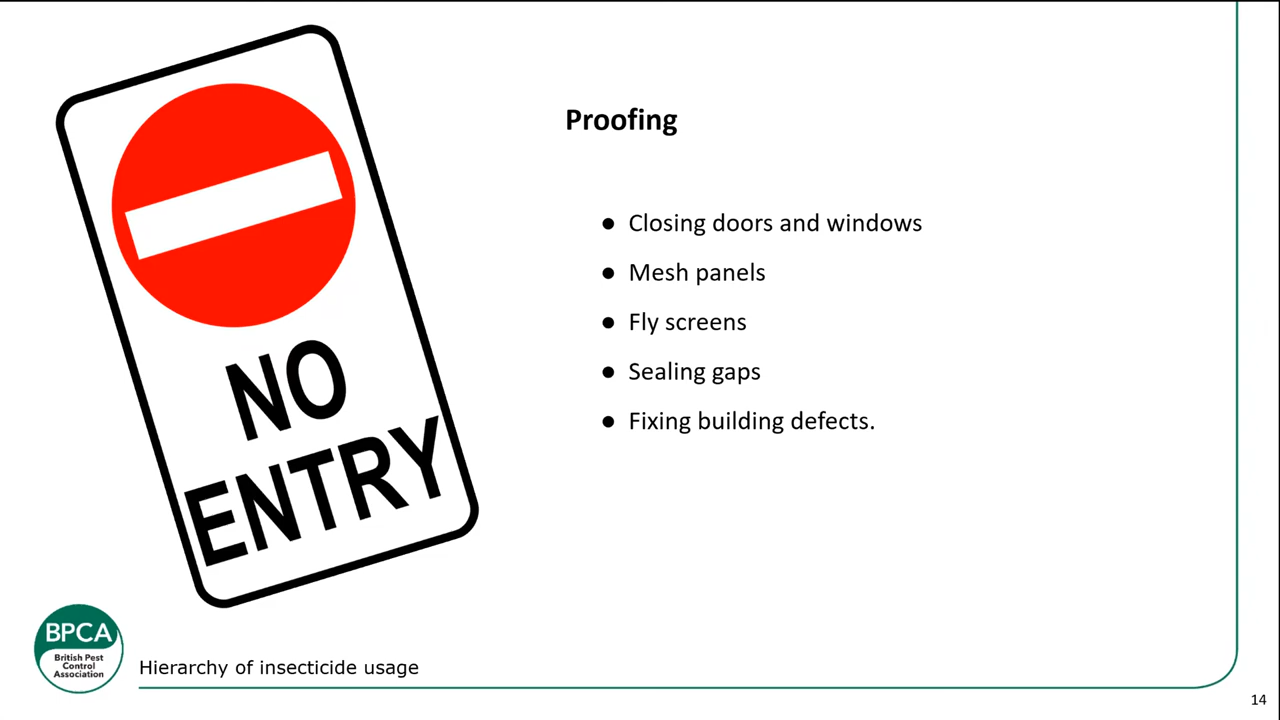 NO
ENTRY
Proofing
● Closing doors and windows
● Mesh panels
● Fly screens
● Sealing gaps
● Fixing building defects.
BPCA
British Pest
Control
Association
Hierarchy of insecticide usage
14